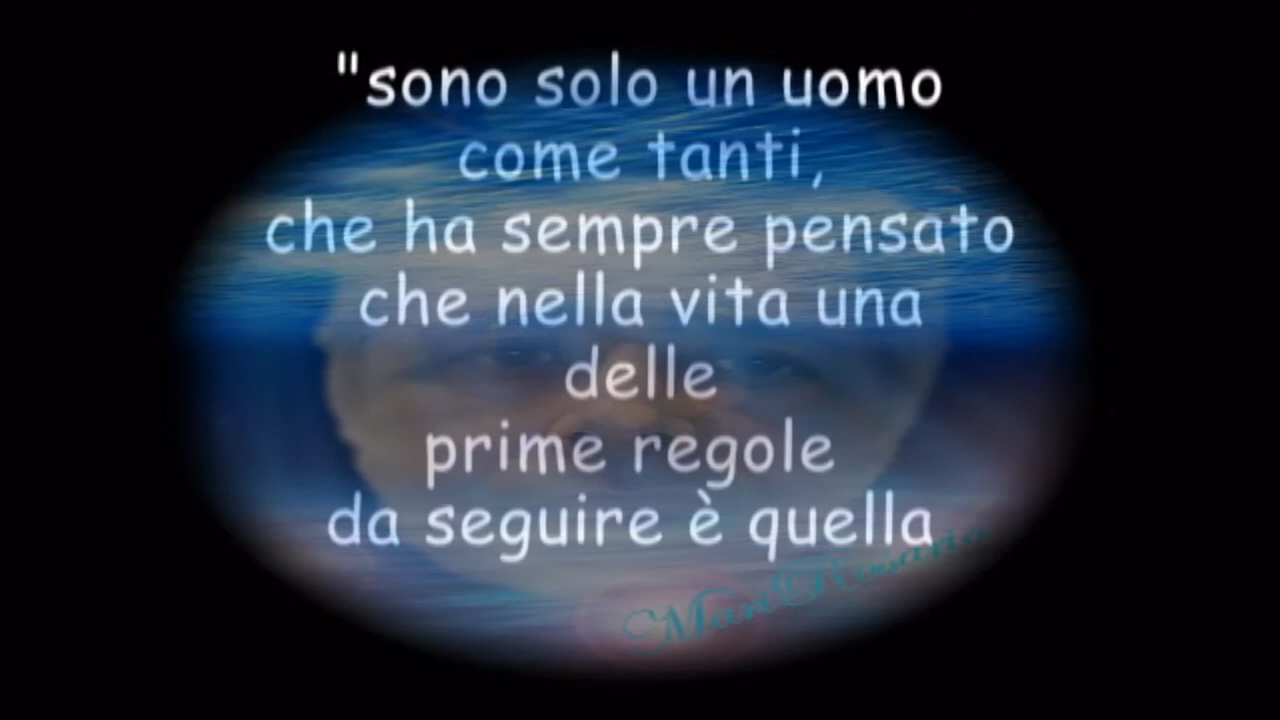 "sono solo un uomo
come tanti,
che ha sempre pensato
che nella vita una
delle
prime regole
da seguire è quella
MariRosario